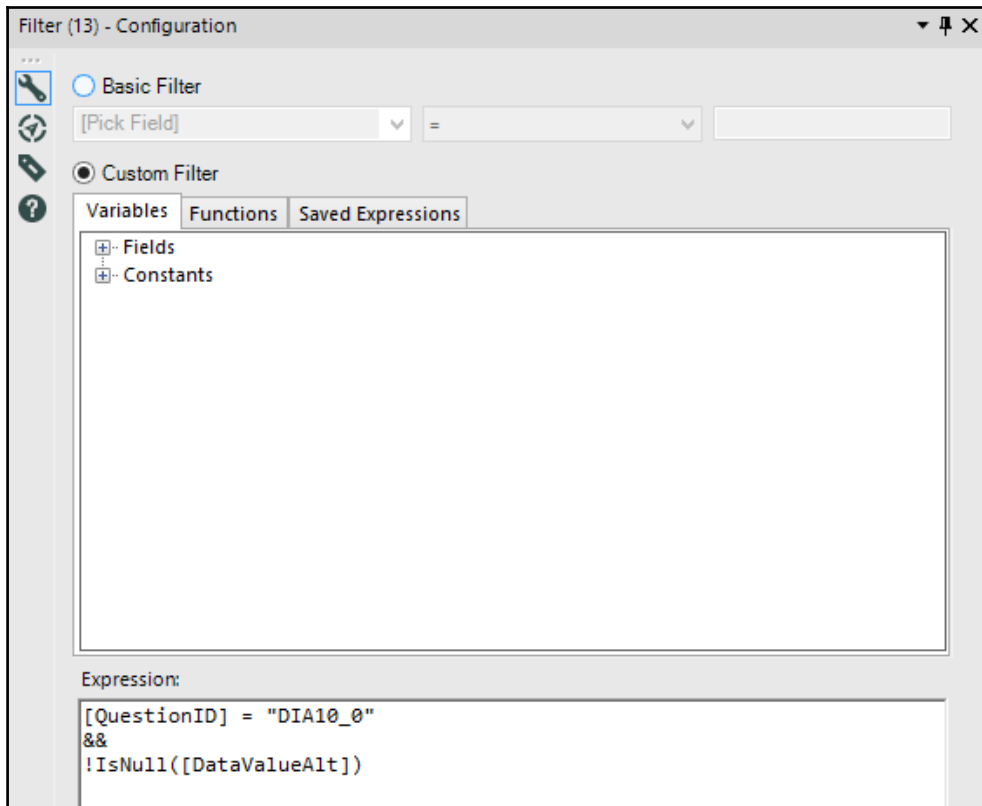 Filter (13) - Configuration
Basic Filter
[Pick Field] =
Custom Filter
Variables Functions Saved Expressions
Fields
Constants
Expression:
[QuestionID] = "DIA10_0"
&&
!IsNull([DataValueAlt])